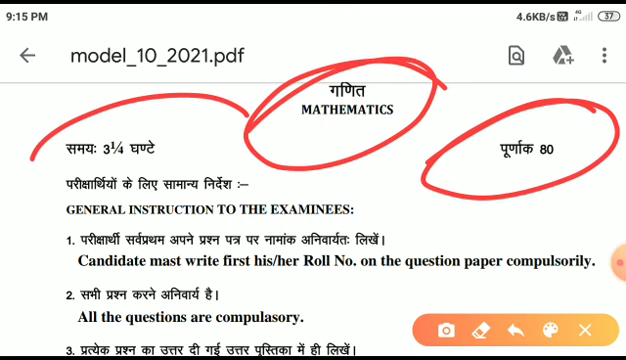 9:15 PM 4.6KB/s 4G 37
model_10_2021.pdf
गणित
MATHEMATICS
समयः 3¼ घण्टे पूर्णाक 80
परीक्षार्थियों के लिए सामान्य निर्देश :–
GENERAL INSTRUCTION TO THE EXAMINEES:
1. परीक्षार्थी सर्वप्रथम अपने प्रश्न पत्र पर नामांक अनिवार्यतः लिखें।
Candidate mast write first his/her Roll No. on the question paper compulsorily.
2. सभी प्रश्न करने अनिवार्य है।
All the questions are compulasory.
3. प्रत्येक प्रश्न का उत्तर दी गई उत्तर पुस्तिका में ही लिखें।